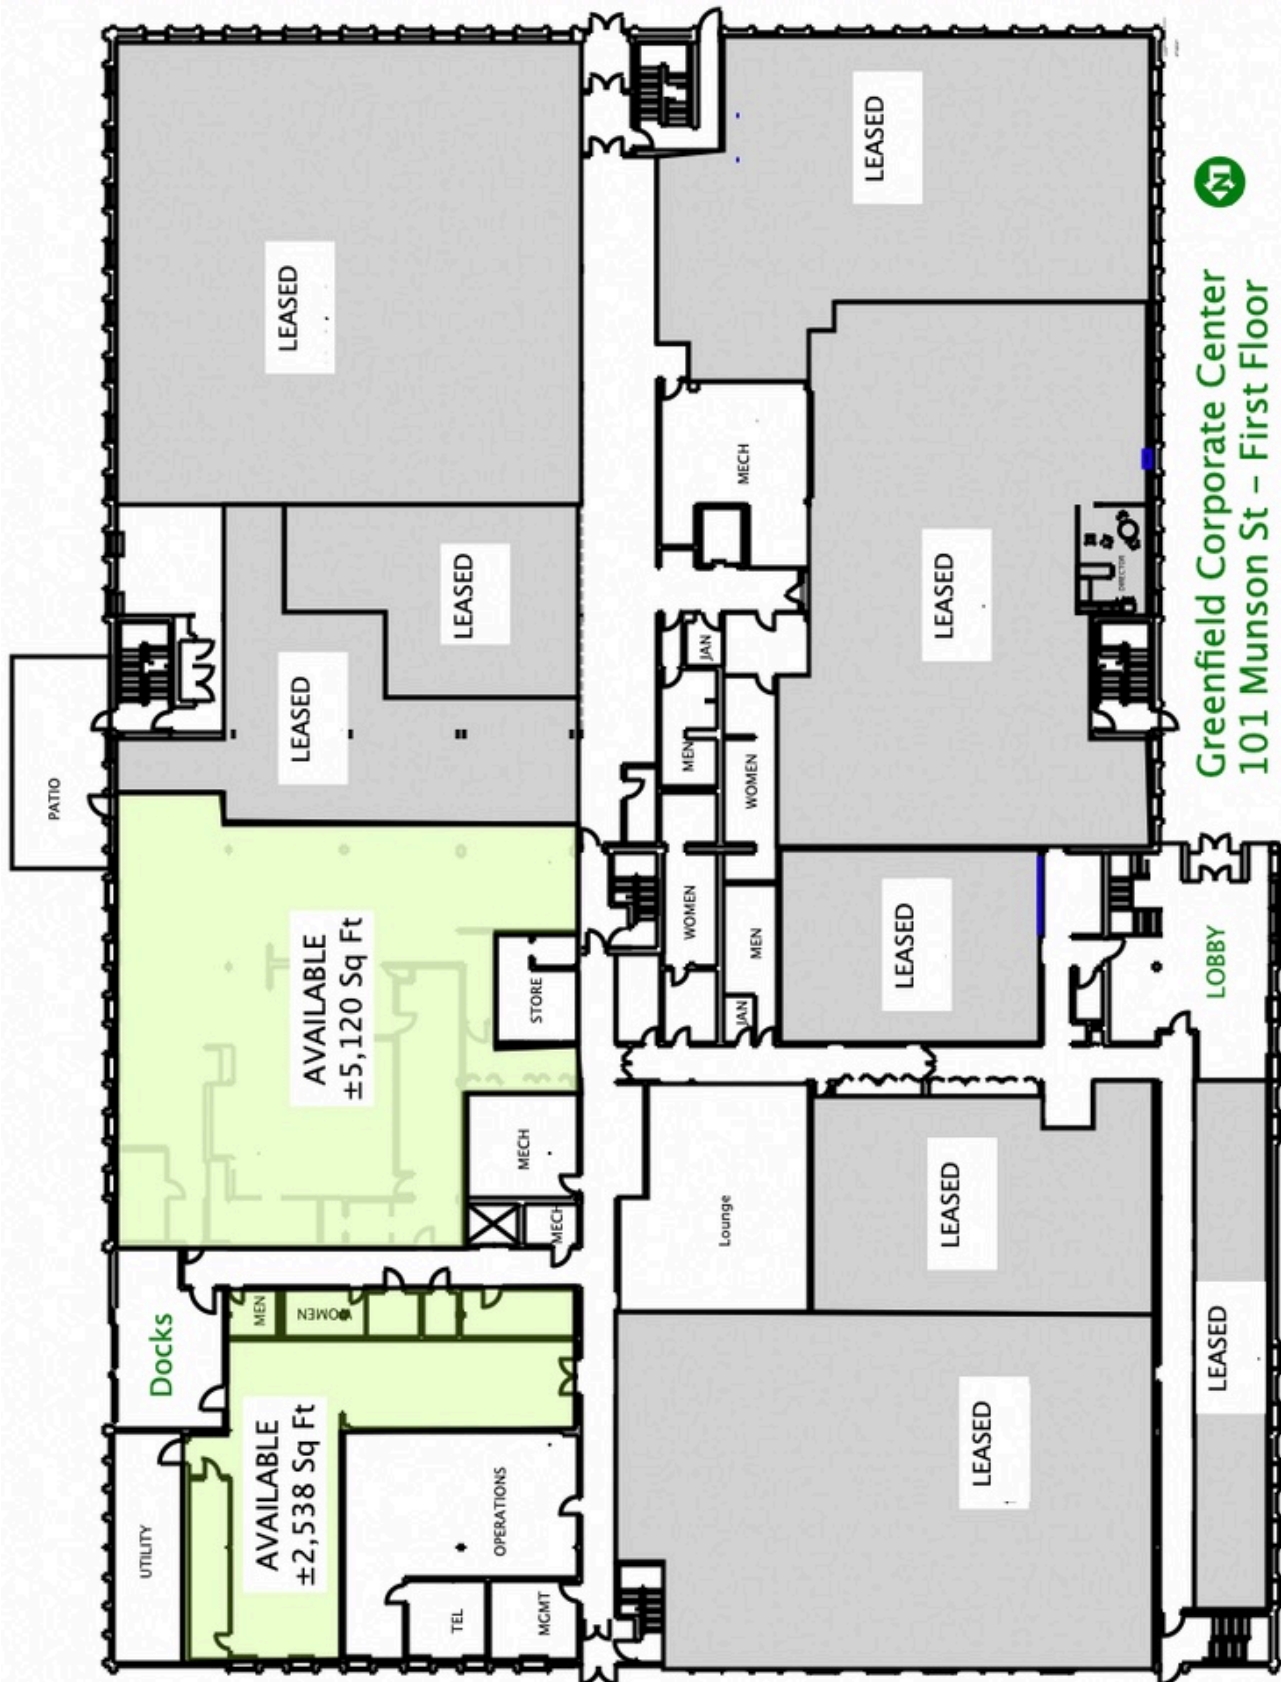 PATIO
LEASED
LEASED
LEASED
LEASED
AVAILABLE
±5,120 Sq Ft
STORE
MECH
MECH
Docks
MEN
WOMEN
AVAILABLE
±2,538 Sq Ft
UTILITY
OPERATIONS
TEL
MGMT
MECH
JAN
MEN
WOMEN
WOMEN
MEN
JAN
LEASED
DIRECTOR
LEASED
Lounge
LEASED
LEASED
LOBBY
LEASED
N
Greenfield Corporate Center
101 Munson St – First Floor